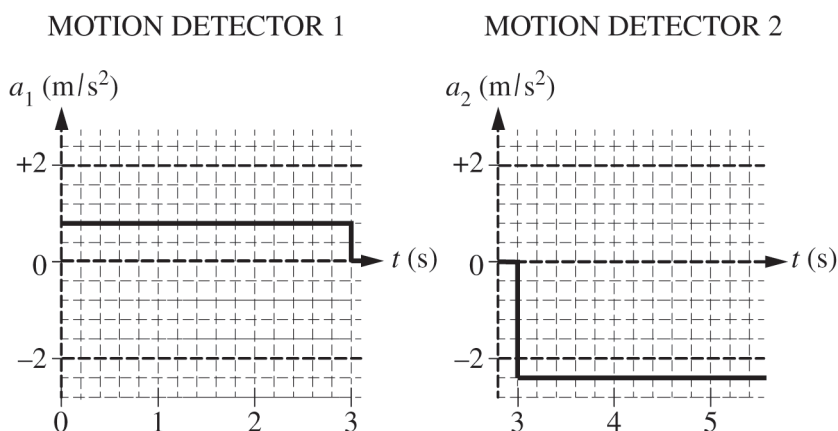 MOTION DETECTOR 1
a₁ (m/s²)
+2
0
–2
t (s)
0 1 2 3
MOTION DETECTOR 2
a₂ (m/s²)
+2
0
–2
t (s)
3 4 5